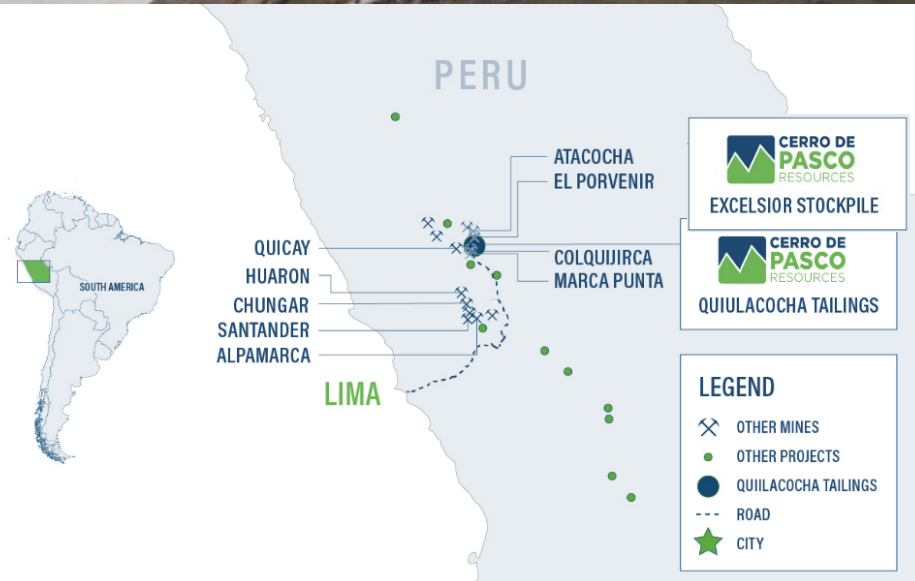 PERU
ATACOCHA
EL PORVENIR
CERRO DE
PASCO
RESOURCES
EXCELSIOR STOCKPILE
QUICAY
HUARON
CHUNGAR
SANTANDER
ALPAMARCA
COLQUIJIRCA
MARCA PUNTA
CERRO DE
PASCO
RESOURCES
QUIULACOCHA TAILINGS
SOUTH AMERICA
LIMA
LEGEND
OTHER MINES
OTHER PROJECTS
QUIILACOCHA TAILINGS
ROAD
CITY